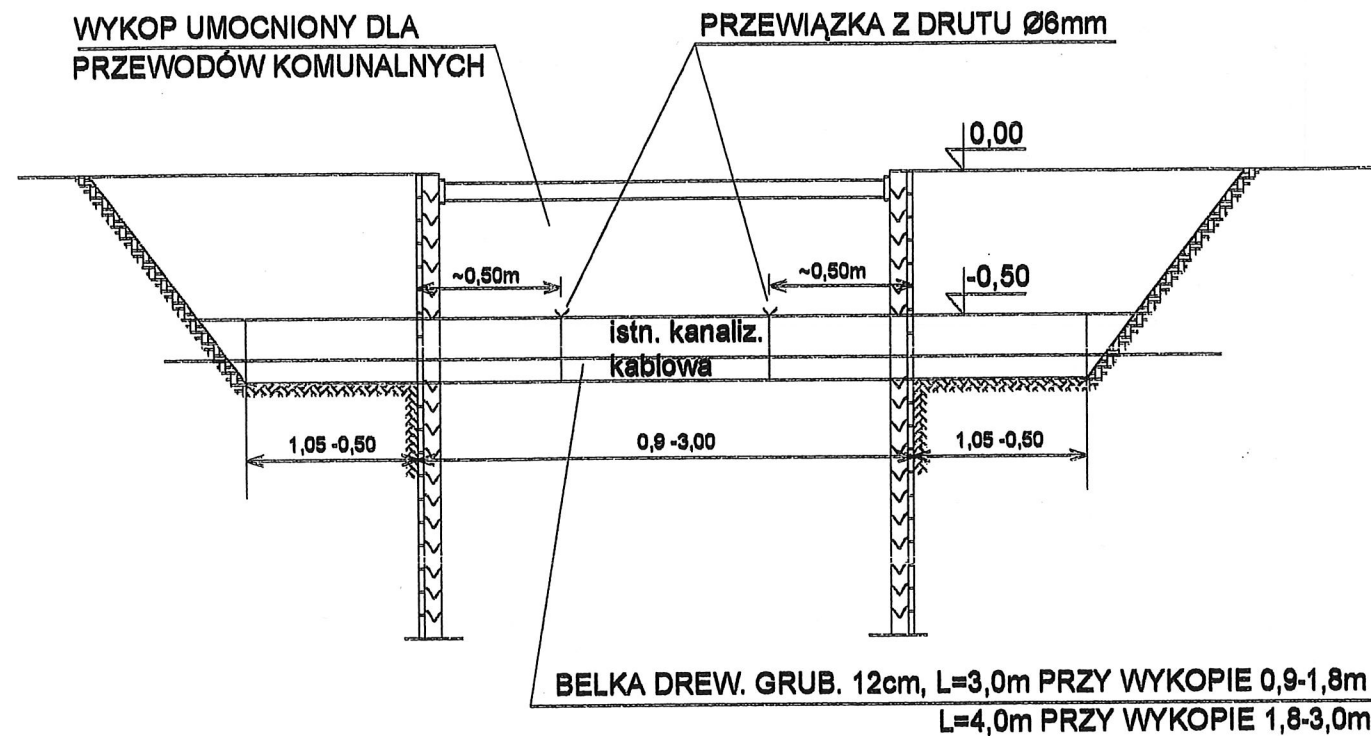 WYKOP UMOCNIONY DLA
PRZEWODÓW KOMUNALNYCH
PRZEWIĄZKA Z DRUTU Ø6mm
0,00
~0,50m
~0,50m
-0,50
istn. kanaliz.
kablowa
1,05 -0,50
0,9 -3,00
1,05 -0,50
BELKA DREW. GRUB. 12cm, L=3,0m PRZY WYKOPIE 0,9-1,8m
L=4,0m PRZY WYKOPIE 1,8-3,0m